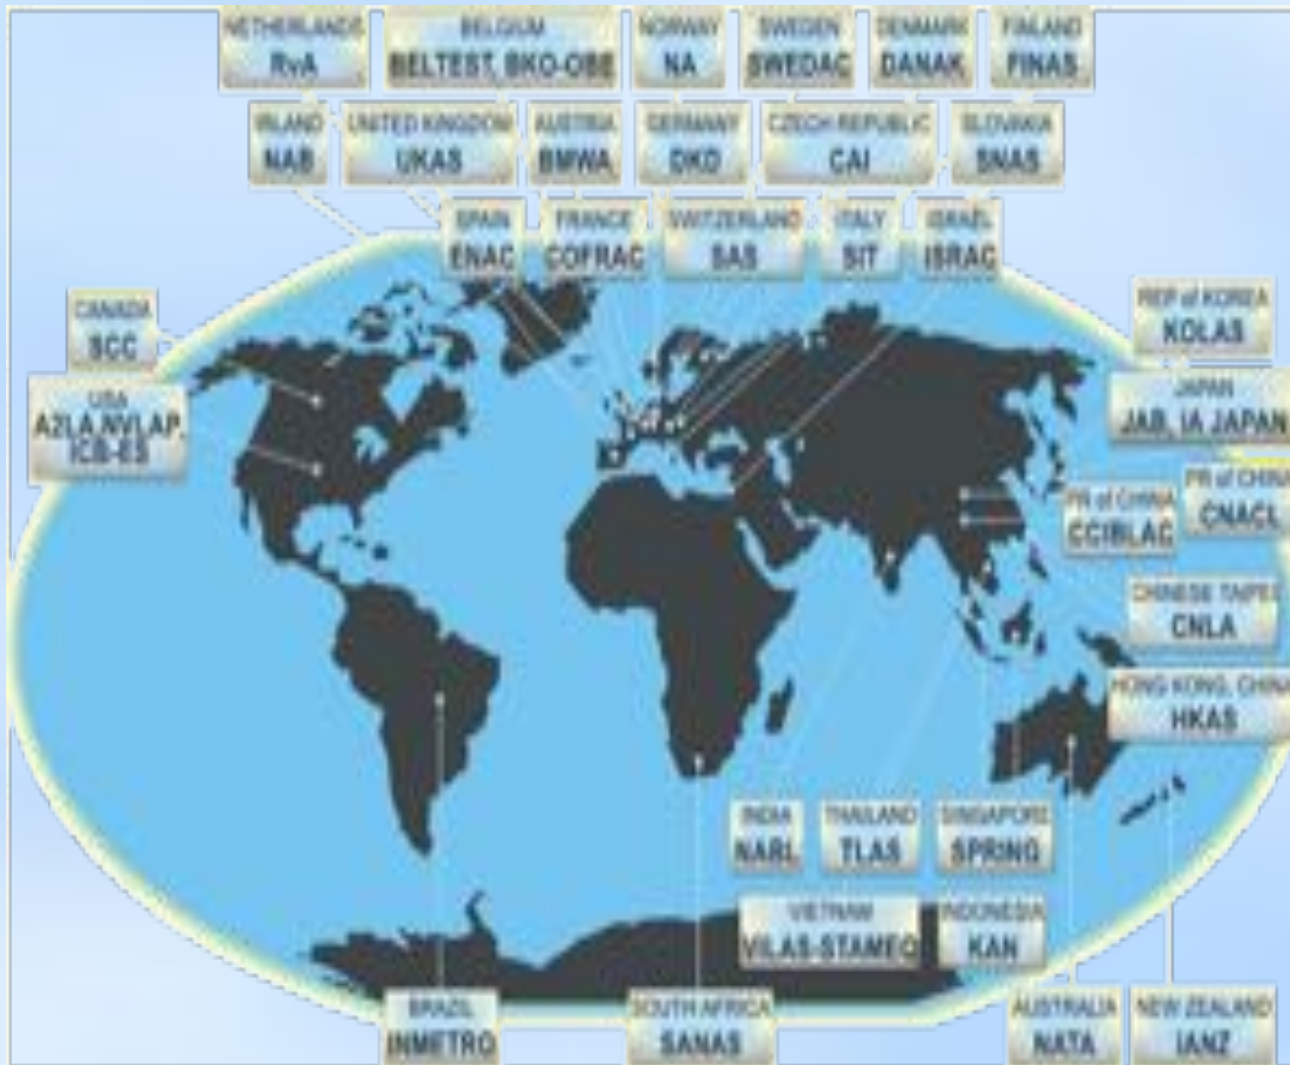 NETHERLANDS
RvA
BELGIUM
BELTEST, BKO-OBE
NORWAY
NA
SWEDEN
SWEDAC
DENMARK
DANAK
FINLAND
FINAS
IRLAND
NAB
UNITED KINGDOM
UKAS
AUSTRIA
BMWA
GERMANY
DKD
CZECH REPUBLIC
CAI
SLOVAKIA
SNAS
SPAIN
ENAC
FRANCE
COFRAC
SWITZERLAND
SAS
ITALY
SIT
ISRAEL
ISRAC
CANADA
SCC
USA
A2LA,NVLAP,
ICB-ES
REP of KOREA
KOLAS
JAPAN
JAB, IA JAPAN
PR of CHINA
CCIBLAC
PR of CHINA
CNACL
CHINESE TAIPEI
CNLA
HONG KONG, CHINA
HKAS
INDIA
NARL
THAILAND
TLAS
SINGAPORE
SPRING
VIETNAM
VILAS-STAMEQ
INDONESIA
KAN
BRAZIL
INMETRO
SOUTH AFRICA
SANAS
AUSTRALIA
NATA
NEW ZEALAND
IANZ